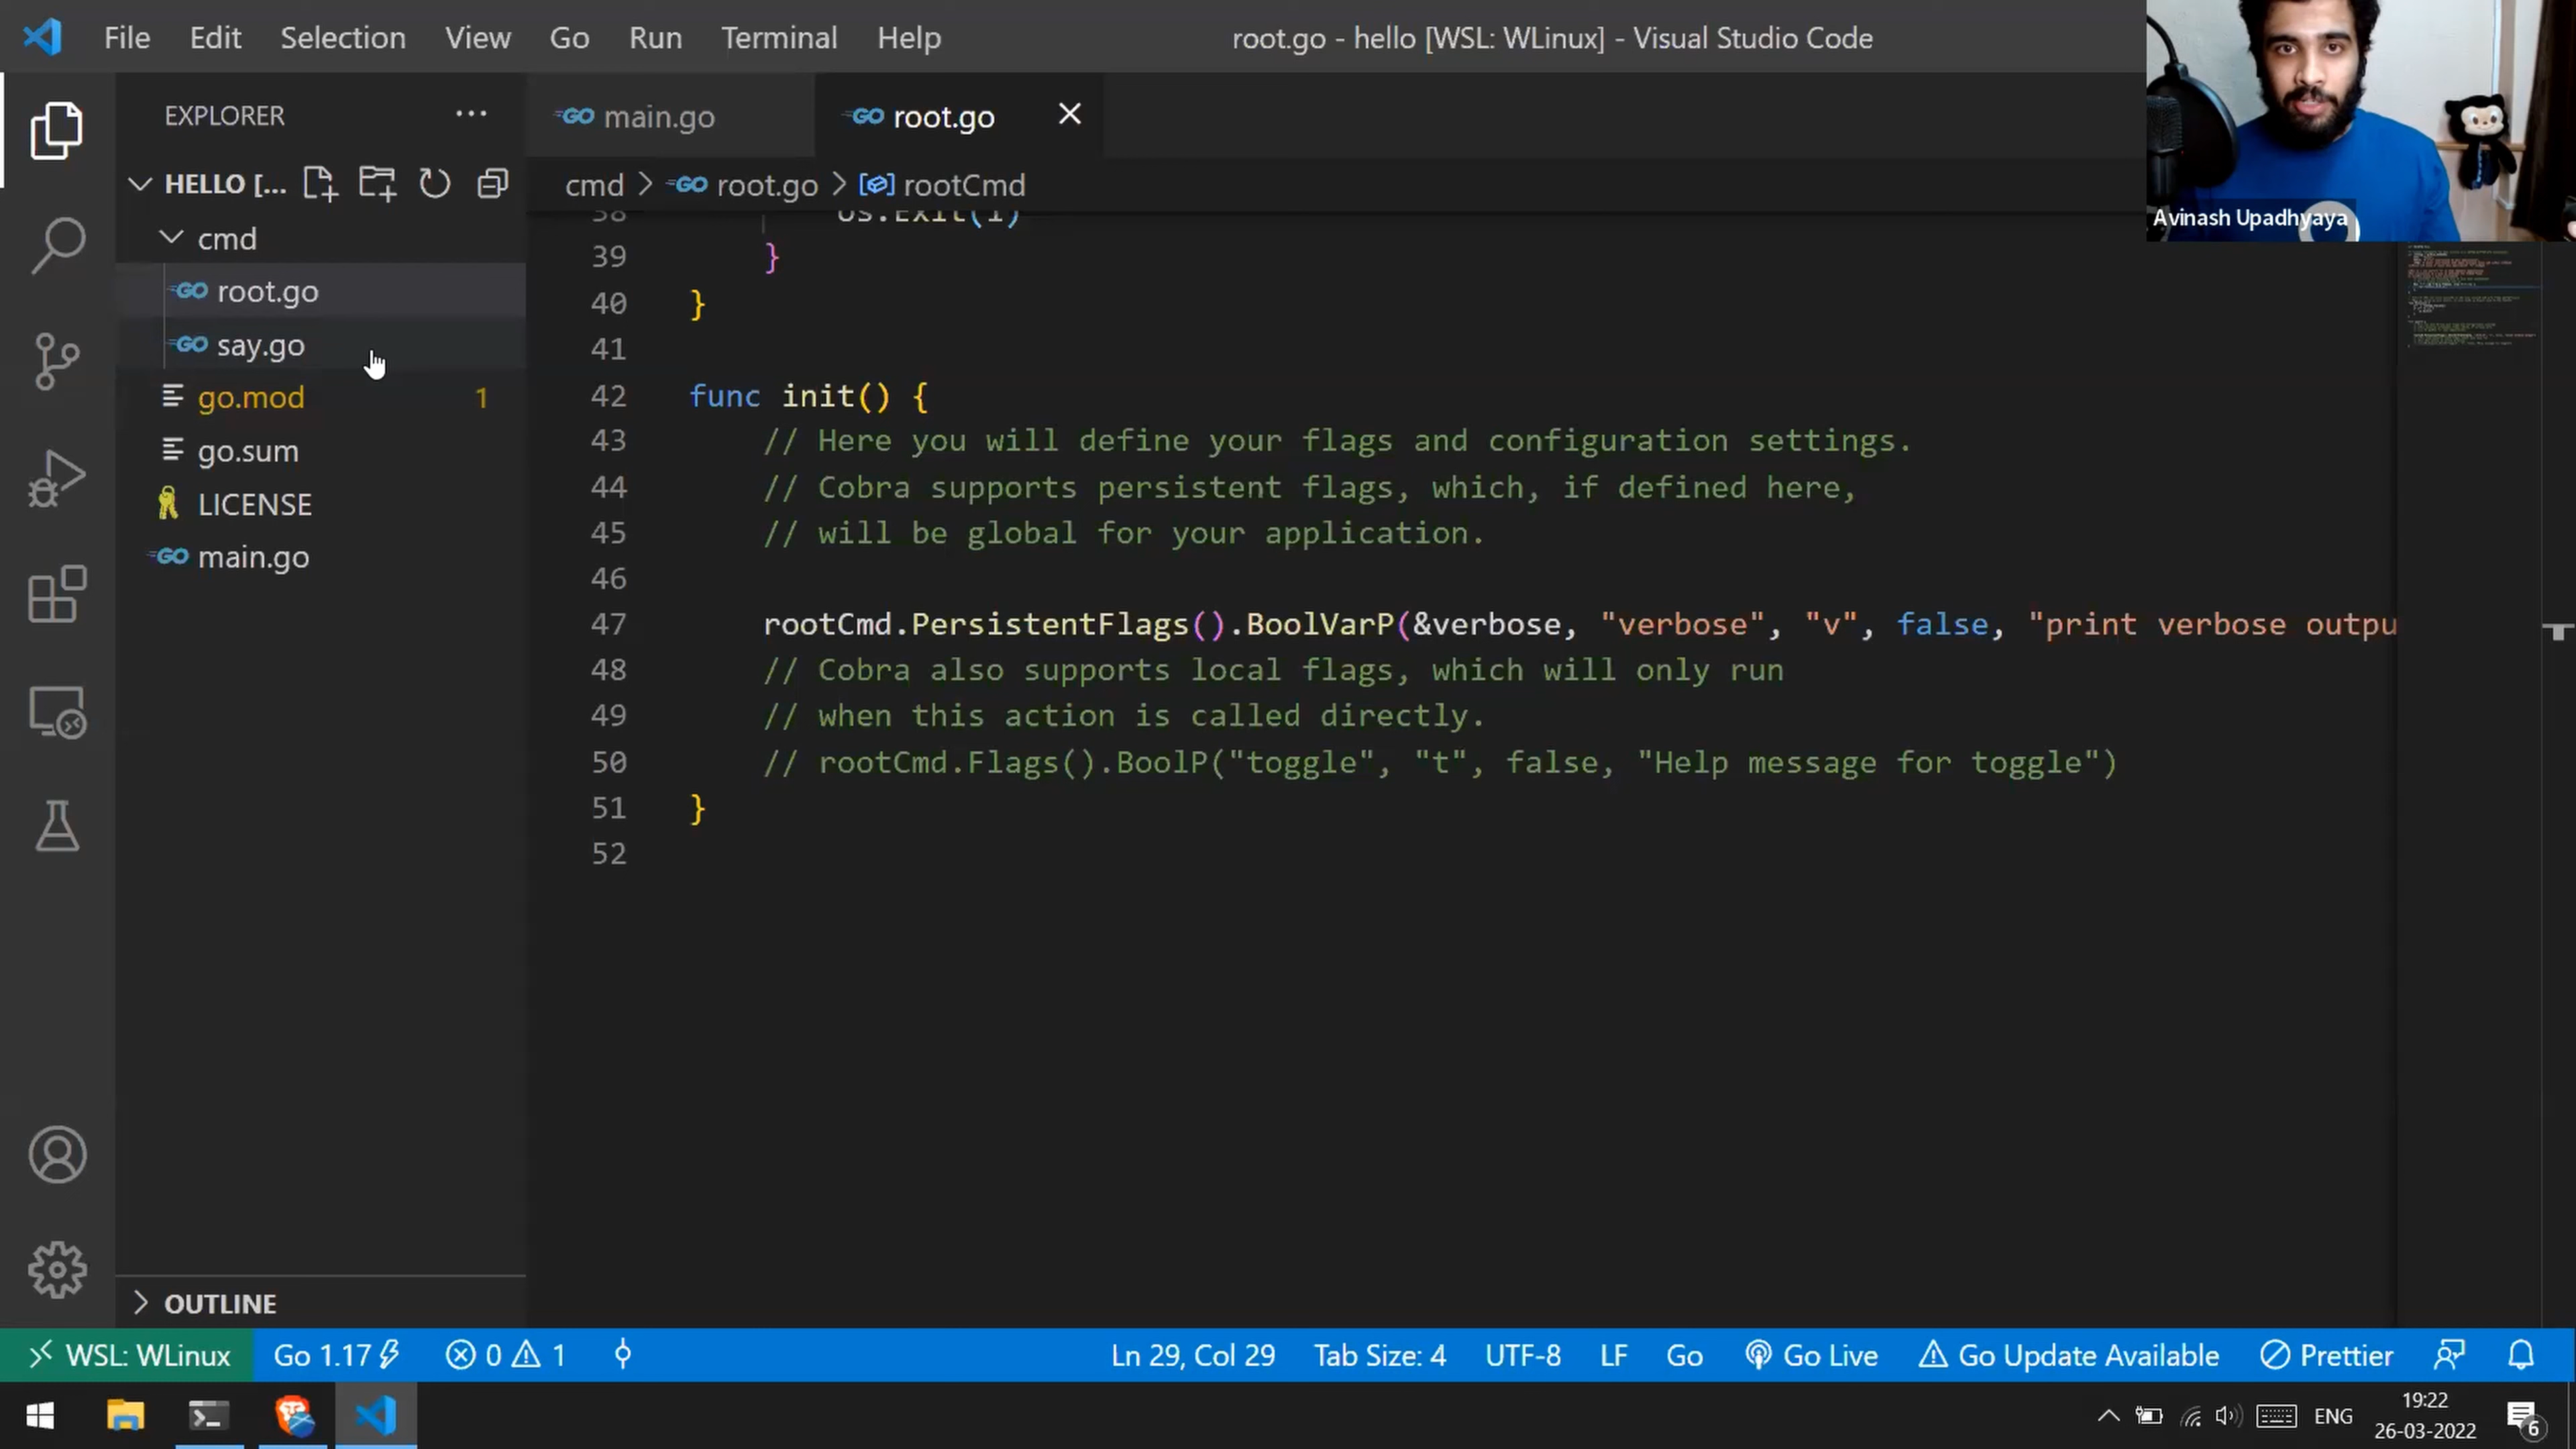 File Edit Selection View Go Run Terminal Help
root.go - hello [WSL: WLinux] - Visual Studio Code
Avinash Upadhyaya
EXPLORER ...
HELLO [...
cmd
root.go
say.go
go.mod 1
go.sum
LICENSE
main.go
OUTLINE
main.go root.go
cmd > root.go > rootCmd
38 os.Exit(1)
39 }
40 }
41
42 func init() {
43 // Here you will define your flags and configuration settings.
44 // Cobra supports persistent flags, which, if defined here,
45 // will be global for your application.
46
47 rootCmd.PersistentFlags().BoolVarP(&verbose, "verbose", "v", false, "print verbose outpu
48 // Cobra also supports local flags, which will only run
49 // when this action is called directly.
50 // rootCmd.Flags().BoolP("toggle", "t", false, "Help message for toggle")
51 }
52
WSL: WLinux Go 1.17 0 1 Ln 29, Col 29 Tab Size: 4 UTF-8 LF Go Go Live Go Update Available Prettier
ENG 19:22
26-03-2022
6